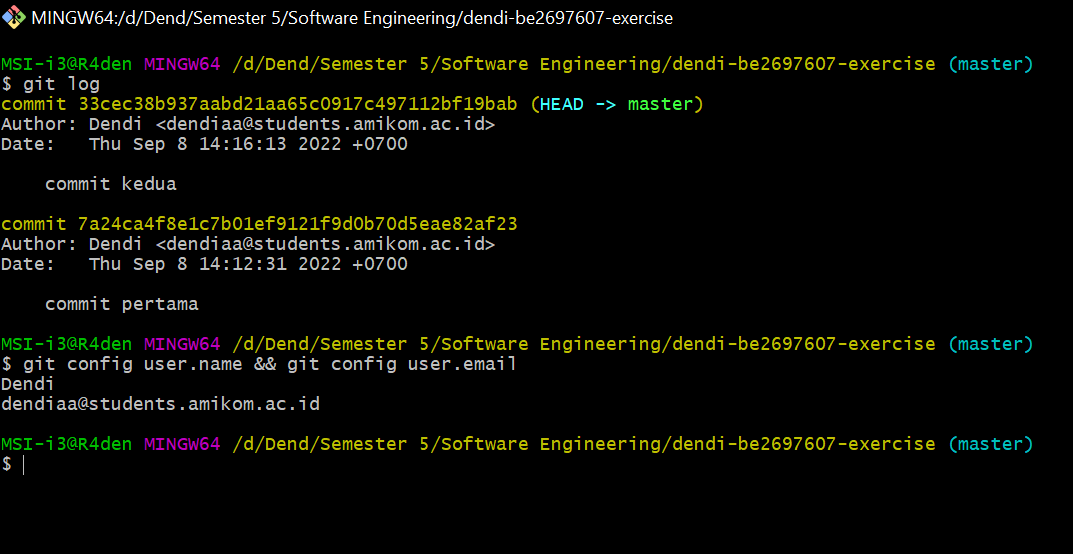 MINGW64:/d/Dend/Semester 5/Software Engineering/dendi-be2697607-exercise
MSI-i3@R4den MINGW64 /d/Dend/Semester 5/Software Engineering/dendi-be2697607-exercise (master)
$ git log
commit 33cec38b937aabd21aa65c0917c497112bf19bab (HEAD -> master)
Author: Dendi <dendiaa@students.amikom.ac.id>
Date:   Thu Sep 8 14:16:13 2022 +0700
commit kedua
commit 7a24ca4f8e1c7b01ef9121f9d0b70d5eae82af23
Author: Dendi <dendiaa@students.amikom.ac.id>
Date:   Thu Sep 8 14:12:31 2022 +0700
commit pertama
MSI-i3@R4den MINGW64 /d/Dend/Semester 5/Software Engineering/dendi-be2697607-exercise (master)
$ git config user.name && git config user.email
Dendi
dendiaa@students.amikom.ac.id
MSI-i3@R4den MINGW64 /d/Dend/Semester 5/Software Engineering/dendi-be2697607-exercise (master)
$